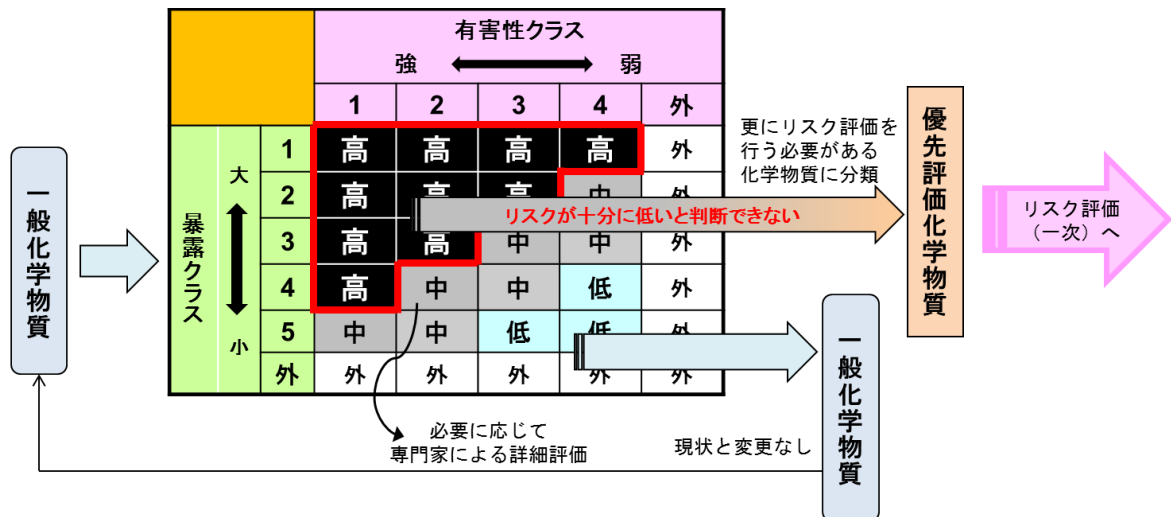 有害性クラス
強 弱
1 2 3 4 外
暴露クラス
大
小
1 高 高 高 高 外
2 高 高 高 中 外
3 高 高 中 中 外
4 高 中 中 低 外
5 中 中 低 低 外
外 外 外 外 外 外
一般化学物質
リスクが十分に低いと判断できない
更にリスク評価を
行う必要がある
化学物質に分類
優先評価化学物質
リスク評価
（一次）へ
必要に応じて
専門家による詳細評価
現状と変更なし
一般化学物質